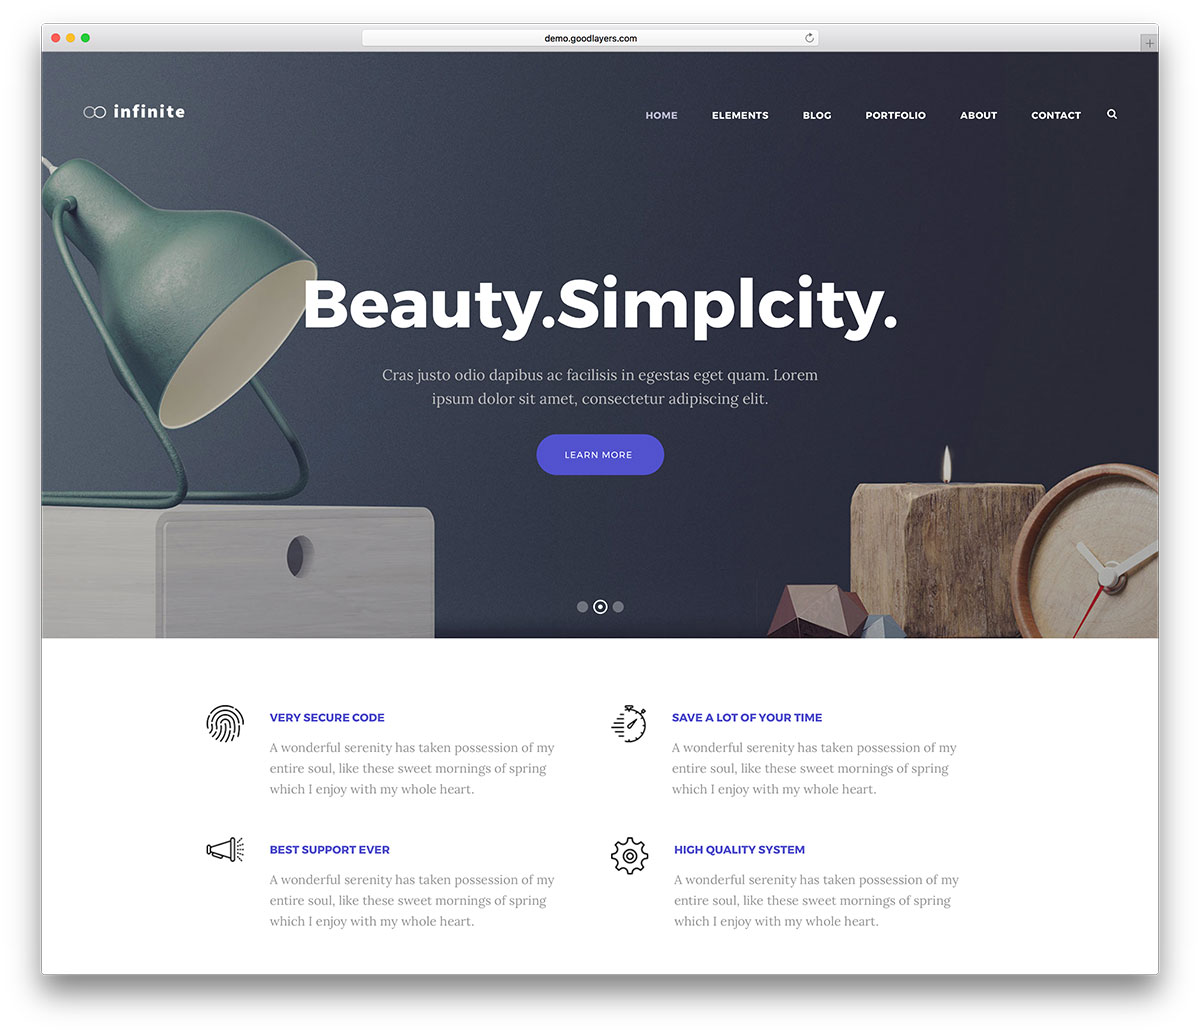 demo.goodlayers.com
infinite
HOME ELEMENTS BLOG PORTFOLIO ABOUT CONTACT
Beauty.Simplcity.
Cras justo odio dapibus ac facilisis in egestas eget quam. Lorem
ipsum dolor sit amet, consectetur adipiscing elit.
LEARN MORE
VERY SECURE CODE
A wonderful serenity has taken possession of my
entire soul, like these sweet mornings of spring
which I enjoy with my whole heart.
SAVE A LOT OF YOUR TIME
A wonderful serenity has taken possession of my
entire soul, like these sweet mornings of spring
which I enjoy with my whole heart.
BEST SUPPORT EVER
A wonderful serenity has taken possession of my
entire soul, like these sweet mornings of spring
which I enjoy with my whole heart.
HIGH QUALITY SYSTEM
A wonderful serenity has taken possession of my
entire soul, like these sweet mornings of spring
which I enjoy with my whole heart.